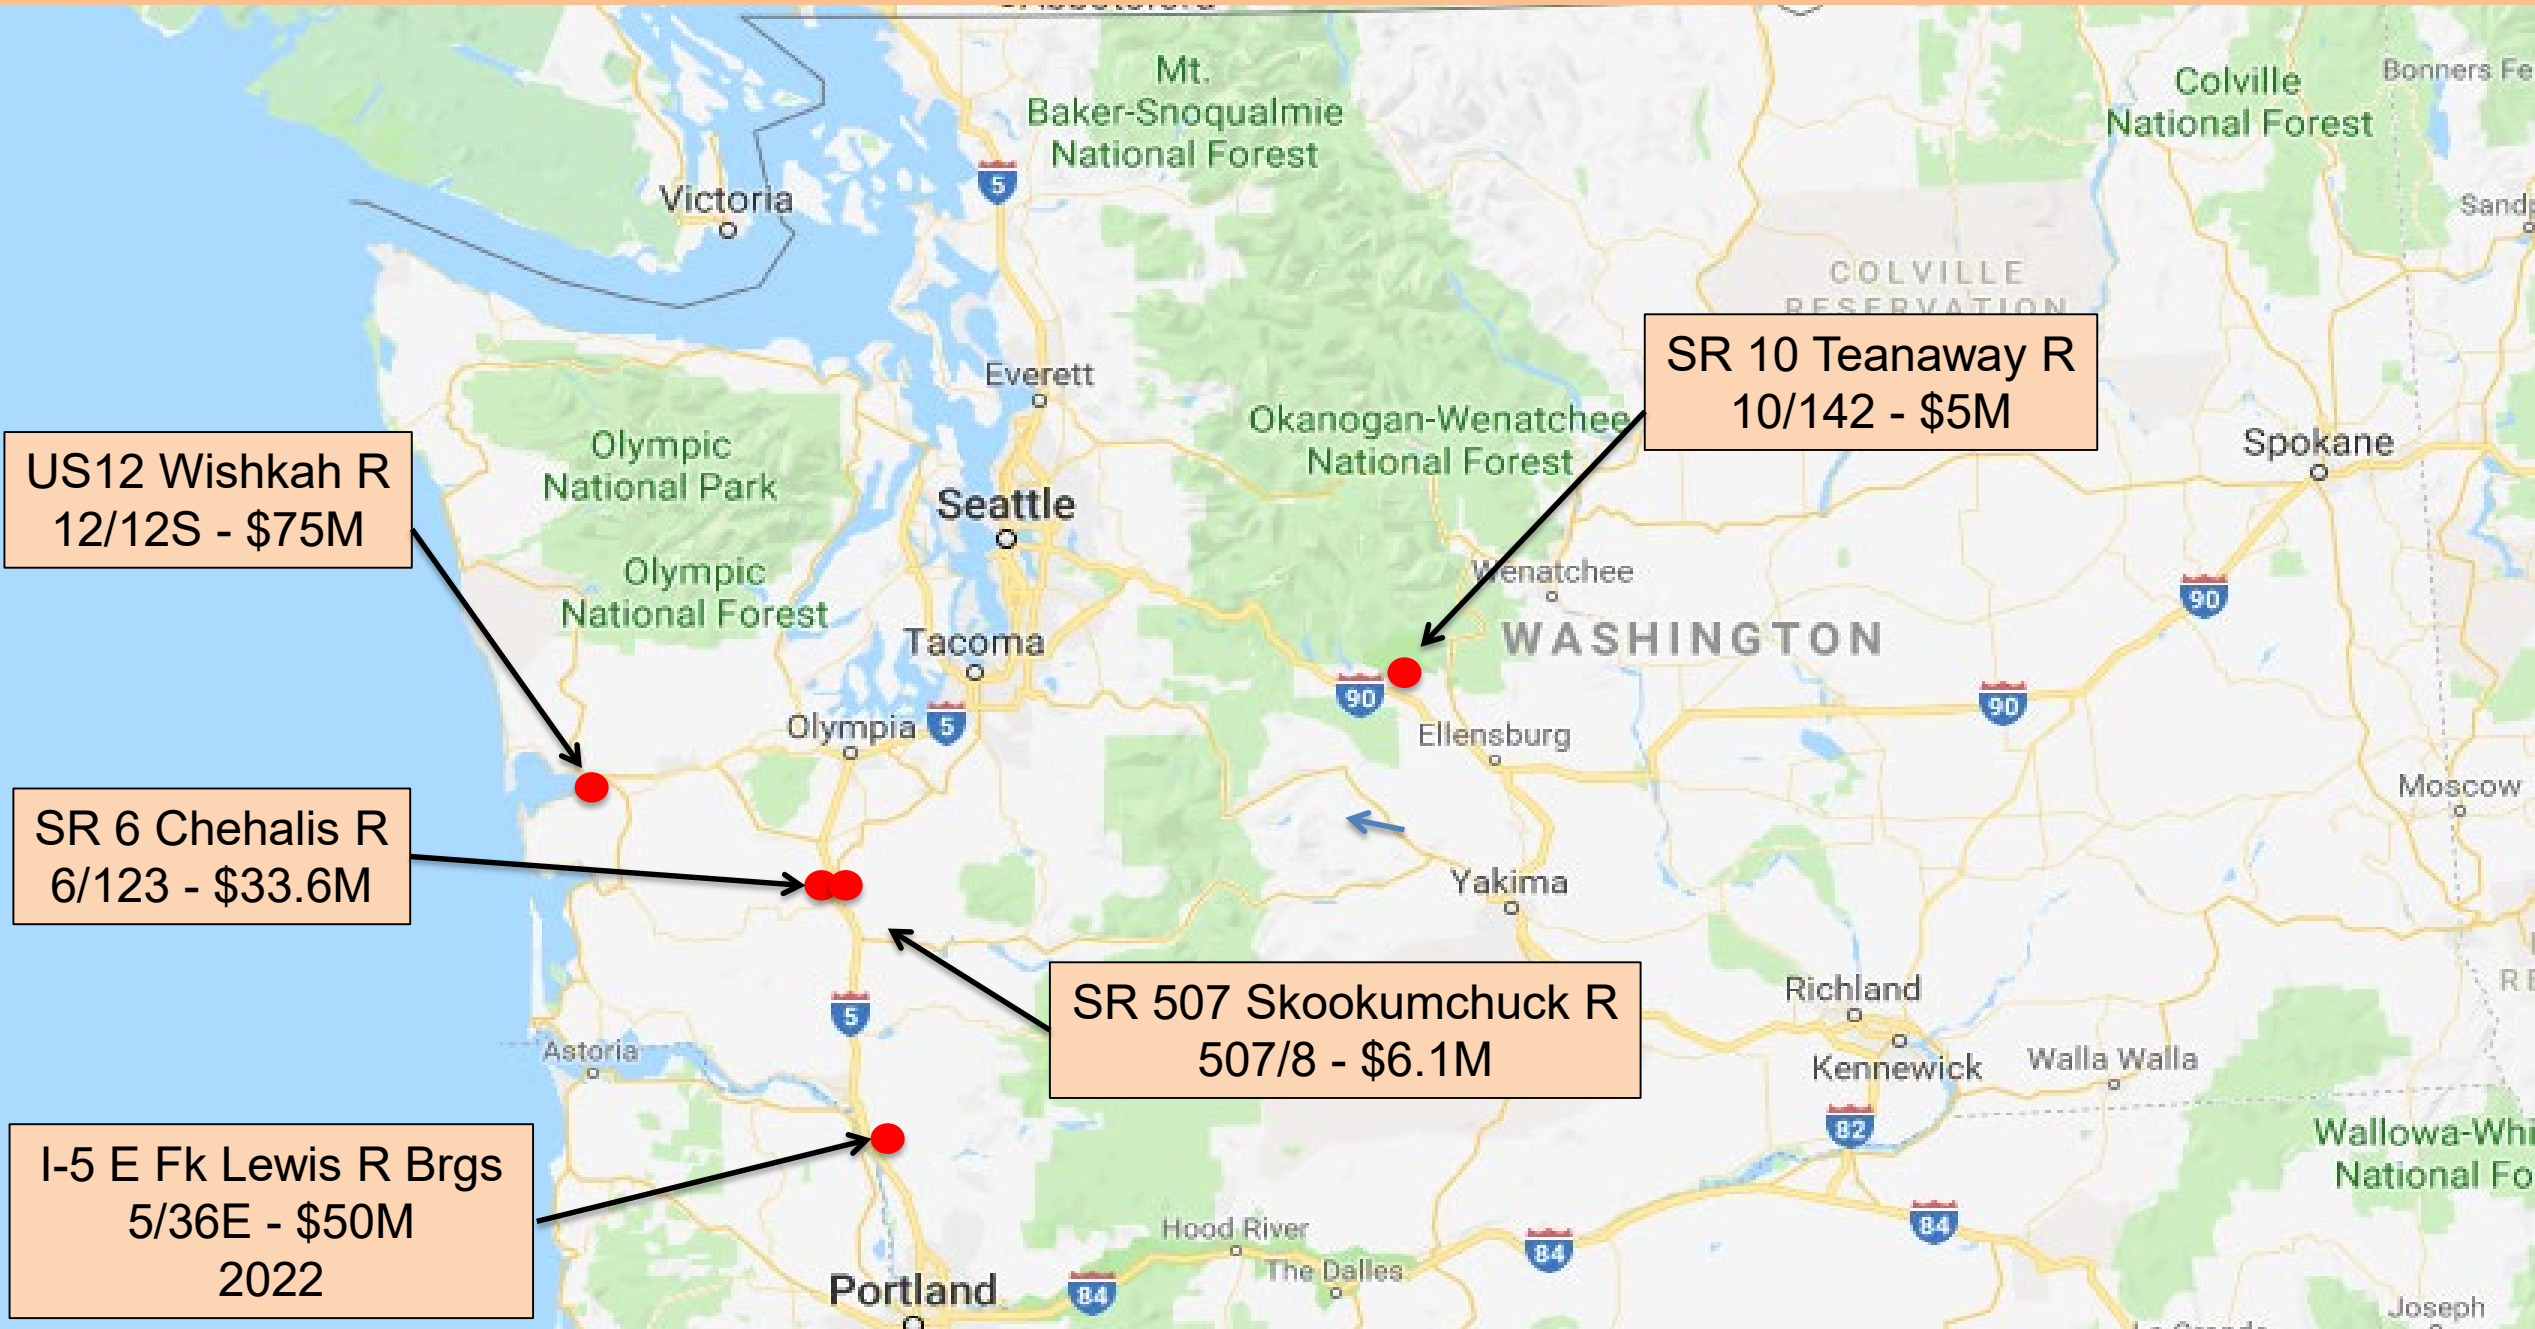 Mt.
Baker-Snoqualmie
National Forest
Colville
National Forest
Bonners Fe
5
Victoria
Sandp
COLVILLE
RESERVATION
SR 10 Teanaway R
10/142 - $5M
Everett
Okanogan-Wenatchee
National Forest
Spokane
Olympic
National Park
US12 Wishkah R
12/12S - $75M
Seattle
Olympic
National Forest
Wenatchee
90
WASHINGTON
Tacoma
90
90
Olympia
5
Ellensburg
Moscow
SR 6 Chehalis R
6/123 - $33.6M
Yakima
SR 507 Skookumchuck R
507/8 - $6.1M
Richland
5
Astoria
Kennewick
Walla Walla
82
Wallowa-Whi
National Fo
I-5 E Fk Lewis R Brgs
5/36E - $50M
2022
Hood River
84
84
The Dalles
Portland
84
Joseph